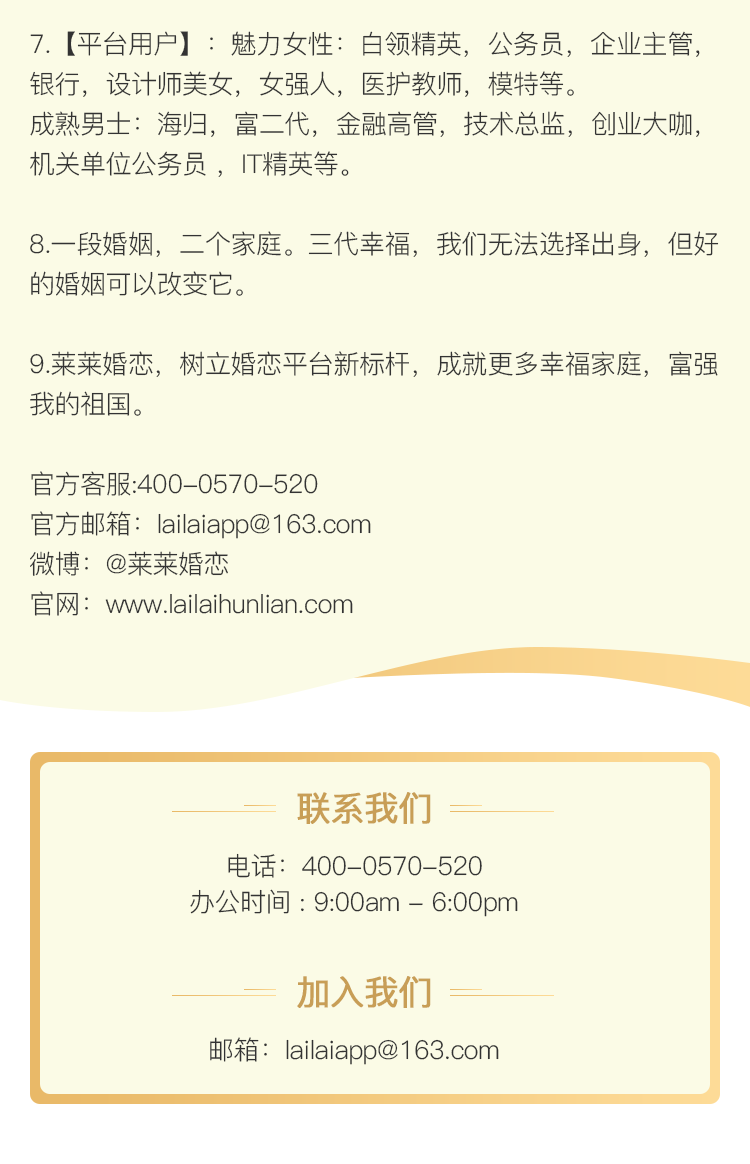 7.【平台用户】：魅力女性：白领精英，公务员，企业主管，
银行，设计师美女，女强人，医护教师，模特等。
成熟男士：海归，富二代，金融高管，技术总监，创业大咖，
机关单位公务员 ，IT精英等。
8.一段婚姻，二个家庭。三代幸福，我们无法选择出身，但好
的婚姻可以改变它。
9.莱莱婚恋，树立婚恋平台新标杆，成就更多幸福家庭，富强
我的祖国。
官方客服:400-0570-520
官方邮箱：lailaiapp@163.com
微博：@莱莱婚恋
官网：www.lailaihunlian.com
联系我们
电话：400-0570-520
办公时间 : 9:00am - 6:00pm
加入我们
邮箱：lailaiapp@163.com